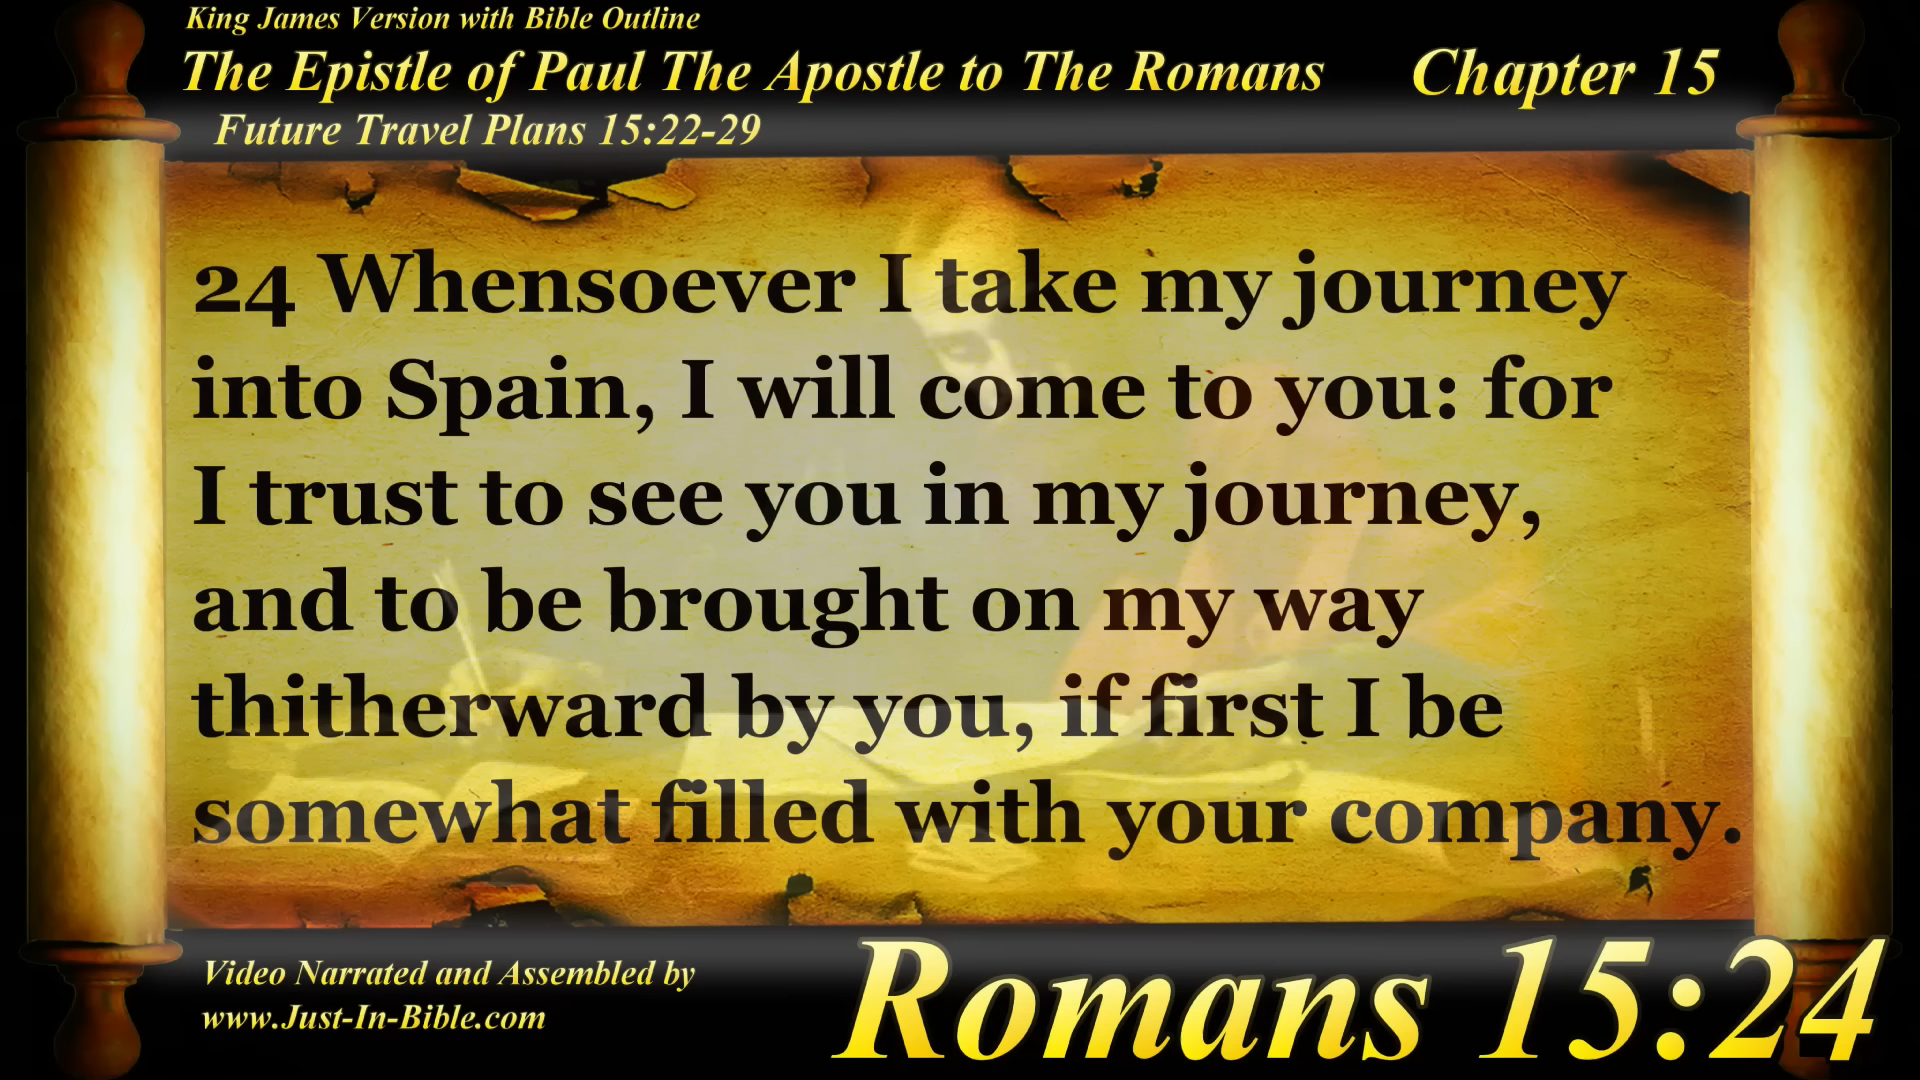 King James Version with Bible Outline
The Epistle of Paul The Apostle to The Romans
Chapter 15
Future Travel Plans 15:22-29
24 Whensoever I take my journey
into Spain, I will come to you: for
I trust to see you in my journey,
and to be brought on my way
thitherward by you, if first I be
somewhat filled with your company.
Video Narrated and Assembled by
www.Just-In-Bible.com
Romans 15:24